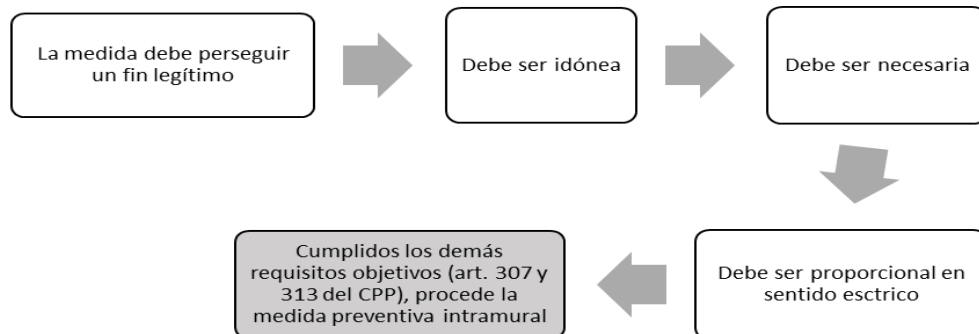 La medida debe perseguir
un fin legítimo
Debe ser idónea
Debe ser necesaria
Debe ser proporcional en
sentido esctrico
Cumplidos los demás
requisitos objetivos (art. 307 y
313 del CPP), procede la
medida preventiva intramural